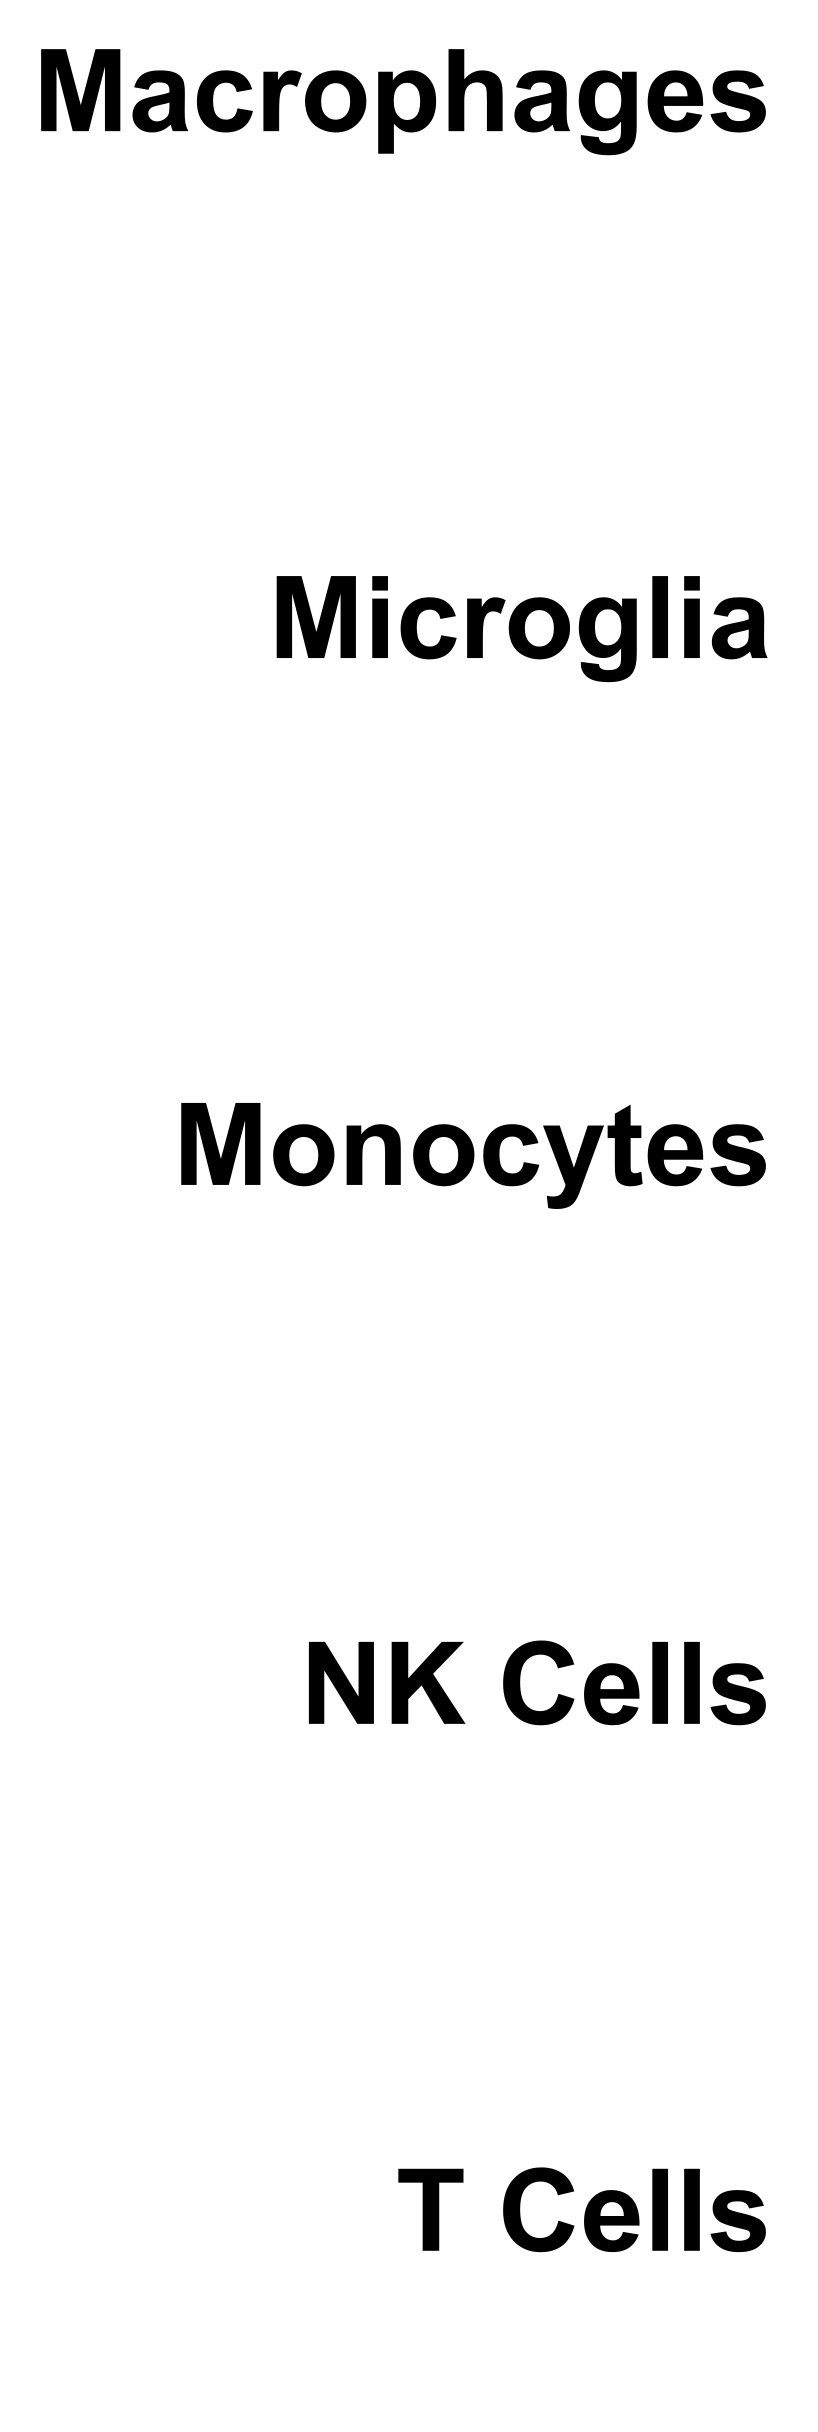 Macrophages
Microglia
Monocytes
NK Cells
T Cells